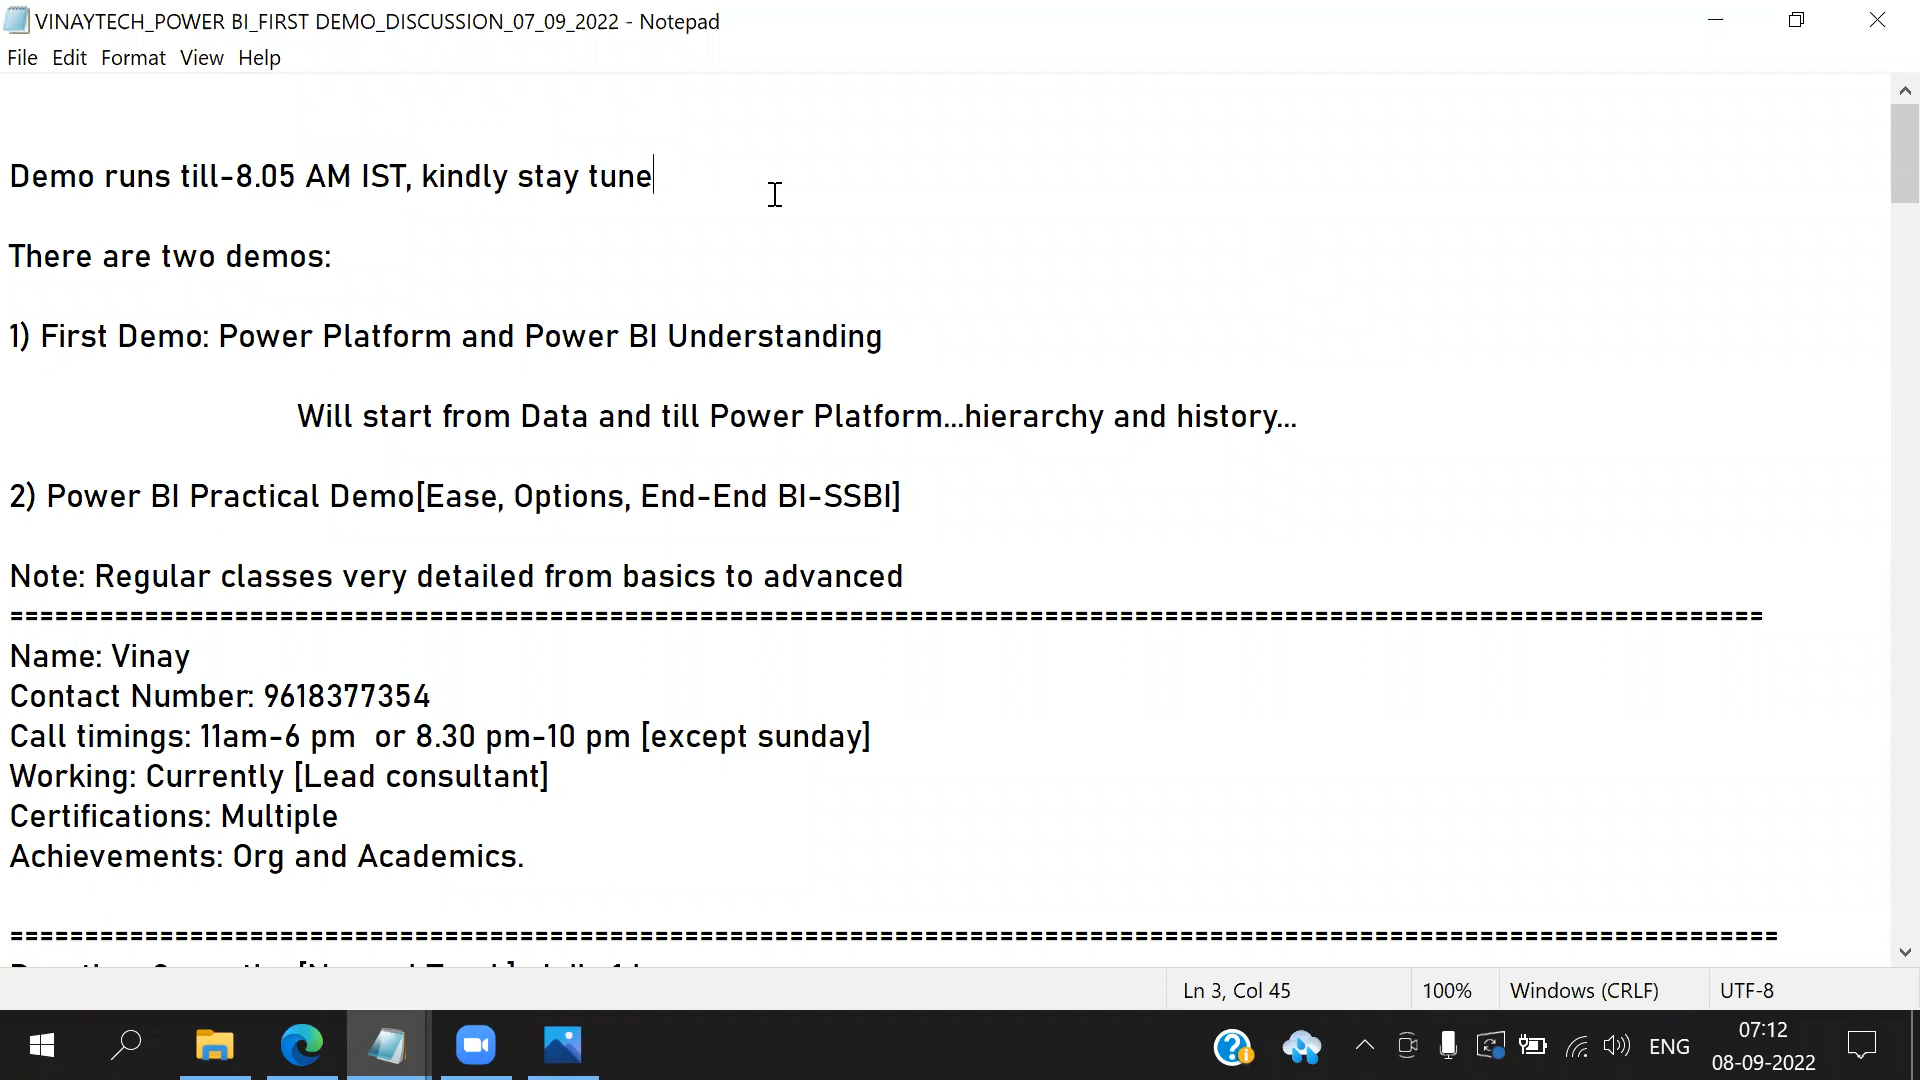 VINAYTECH_POWER BI_FIRST DEMO_DISCUSSION_07_09_2022 - Notepad
File Edit Format View Help
Demo runs till-8.05 AM IST, kindly stay tune
There are two demos:
1) First Demo: Power Platform and Power BI Understanding
Will start from Data and till Power Platform...hierarchy and history...
2) Power BI Practical Demo[Ease, Options, End-End BI-SSBI]
Note: Regular classes very detailed from basics to advanced
=====================================================================================================================
Name: Vinay
Contact Number: 9618377354
Call timings: 11am-6 pm  or 8.30 pm-10 pm [except sunday]
Working: Currently [Lead consultant]
Certifications: Multiple
Achievements: Org and Academics.
======================================================================================================================
Ln 3, Col 45 100% Windows (CRLF) UTF-8
ENG 07:12
08-09-2022